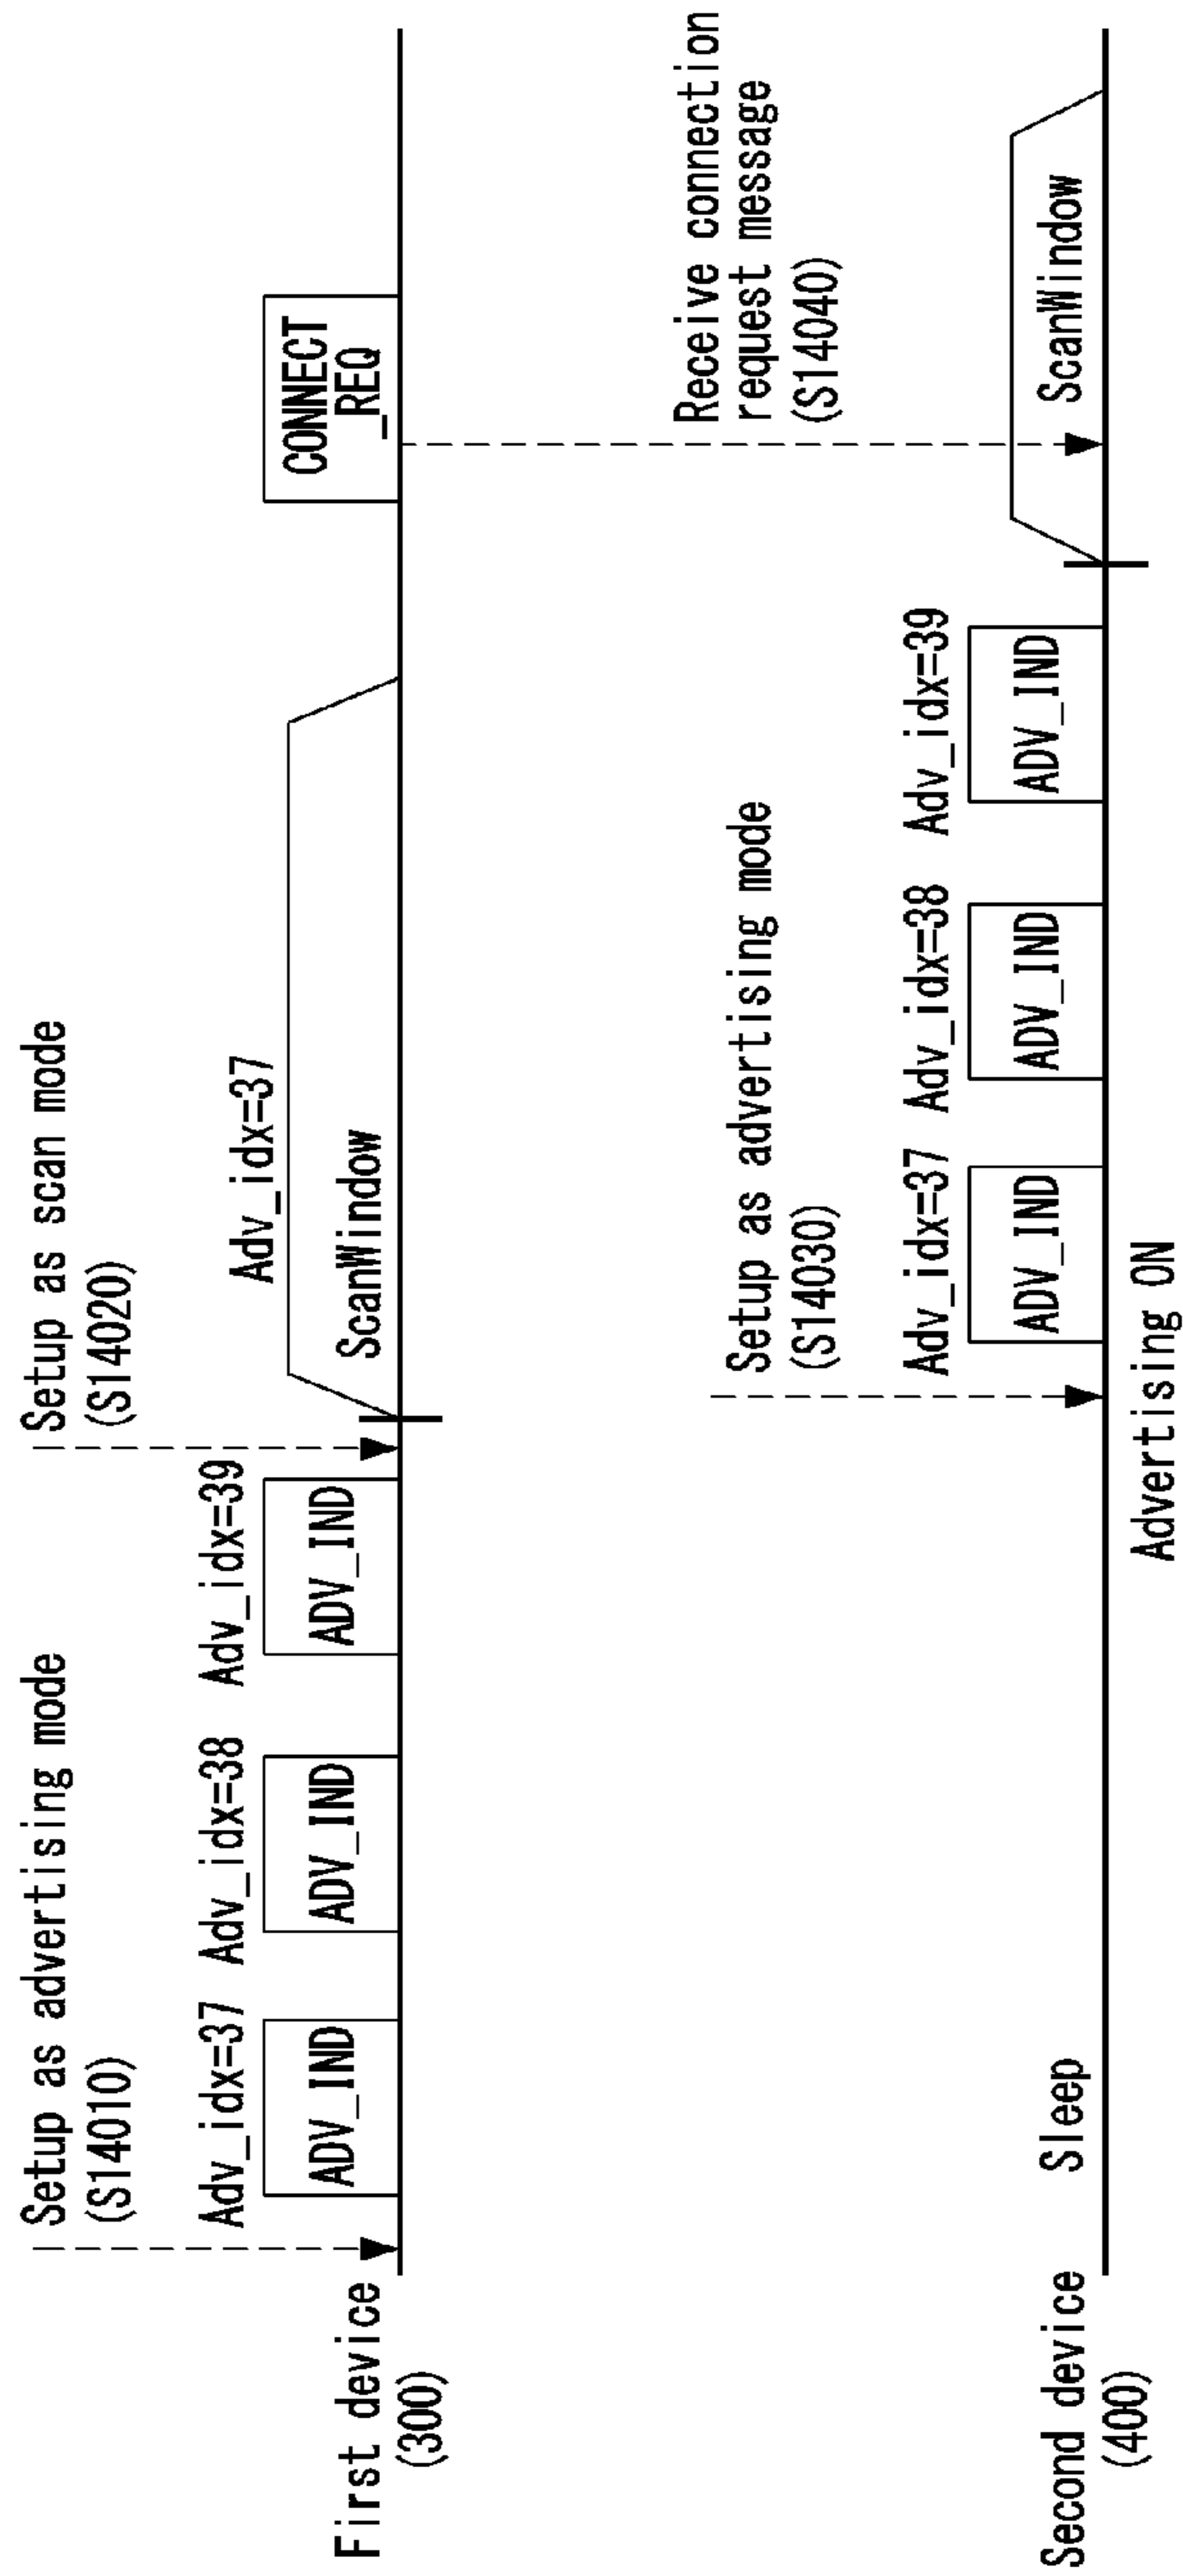 Setup as advertising mode
(S14010)
Setup as scan mode
(S14020)
Adv_idx=37
Adv_idx=38
Adv_idx=39
Adv_idx=37
ADV_IND
ADV_IND
ADV_IND
ScanWindow
CONNECT
_REQ
First device
(300)
Receive connection
request message
(S14040)
Setup as advertising mode
(S14030)
Adv_idx=37
Adv_idx=38
Adv_idx=39
ADV_IND
ADV_IND
ADV_IND
ScanWindow
Second device
(400)
Sleep
Advertising ON